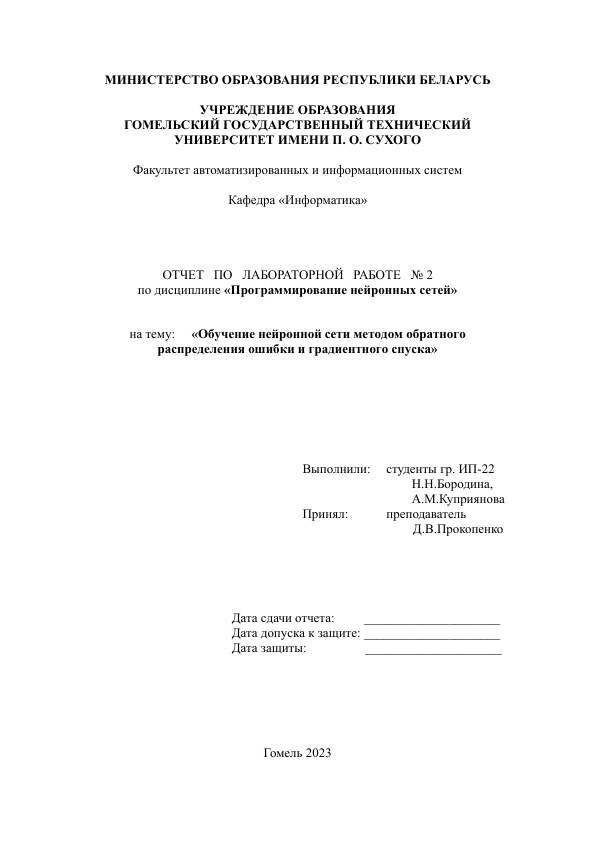 МИНИСТЕРСТВО ОБРАЗОВАНИЯ РЕСПУБЛИКИ БЕЛАРУСЬ
УЧРЕЖДЕНИЕ ОБРАЗОВАНИЯ
ГОМЕЛЬСКИЙ ГОСУДАРСТВЕННЫЙ ТЕХНИЧЕСКИЙ
УНИВЕРСИТЕТ ИМЕНИ П. О. СУХОГО
Факультет автоматизированных и информационных систем
Кафедра «Информатика»
ОТЧЕТ ПО ЛАБОРАТОРНОЙ РАБОТЕ № 2
по дисциплине «Программирование нейронных сетей»
на тему: «Обучение нейронной сети методом обратного
распределения ошибки и градиентного спуска»
Выполнили: студенты гр. ИП-22
Н.Н.Бородина,
А.М.Куприянова
Принял: преподаватель
Д.В.Прокопенко
Дата сдачи отчета: _____________________
Дата допуска к защите: _____________________
Дата защиты: _____________________
Гомель 2023